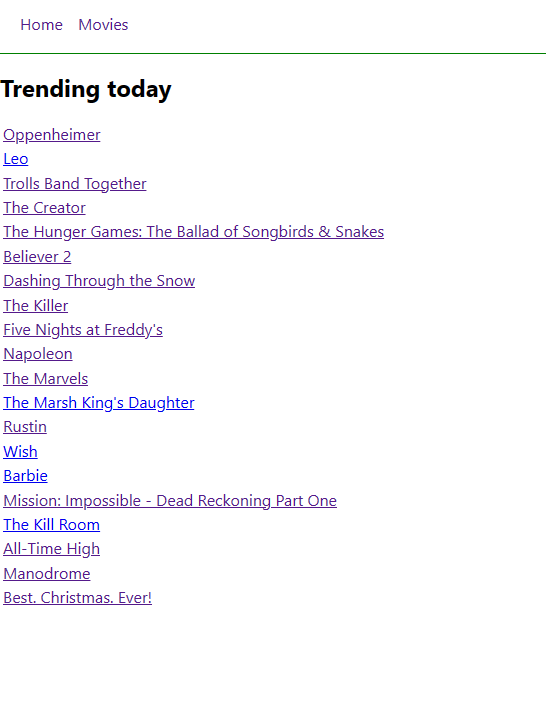 Home Movies
Trending today
Oppenheimer
Leo
Trolls Band Together
The Creator
The Hunger Games: The Ballad of Songbirds & Snakes
Believer 2
Dashing Through the Snow
The Killer
Five Nights at Freddy's
Napoleon
The Marvels
The Marsh King's Daughter
Rustin
Wish
Barbie
Mission: Impossible - Dead Reckoning Part One
The Kill Room
All-Time High
Manodrome
Best. Christmas. Ever!